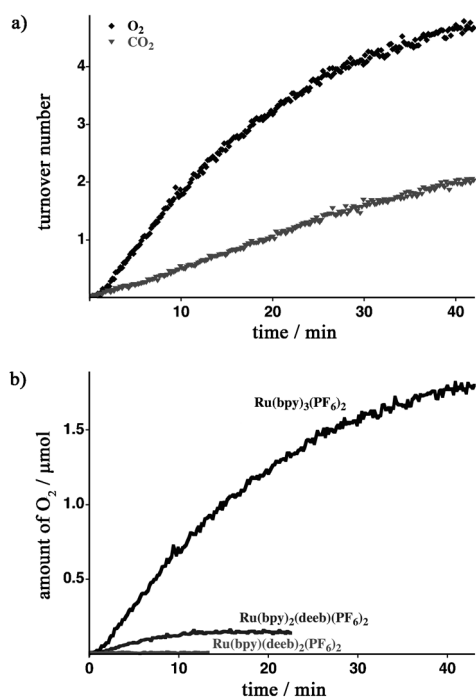 a)
O₂
CO₂
turnover number
4
3
2
1
10
20
30
40
time / min
b)
Ru(bpy)₃(PF₆)₂
amount of O₂ / μmol
1.5
1.0
0.5
Ru(bpy)₂(deeb)(PF₆)₂
Ru(bpy)(deeb)₂(PF₆)₂
0
10
20
30
40
time / min